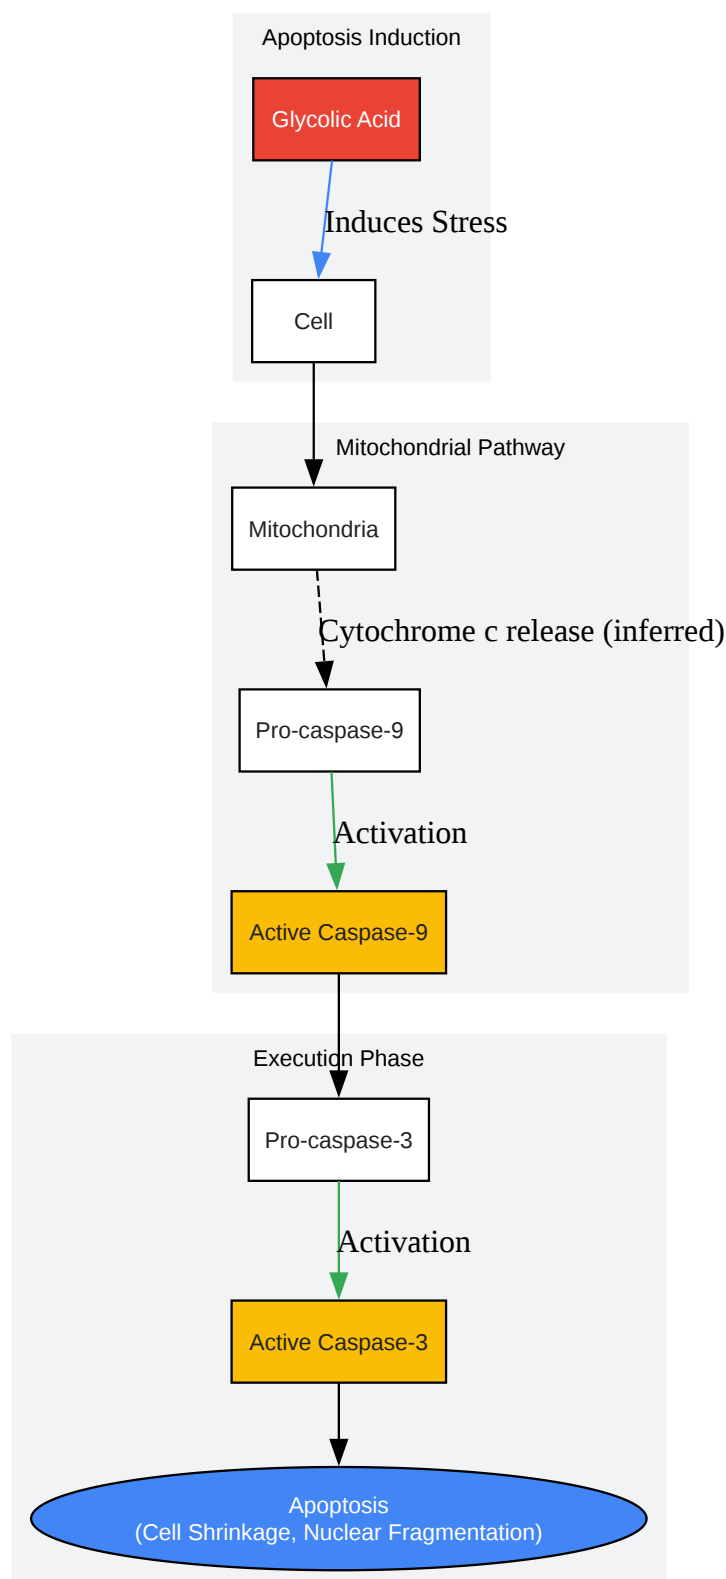 Apoptosis Induction
Glycolic Acid
Induces Stress
Cell
Mitochondrial Pathway
Mitochondria
Cytochrome c release (inferred)
Pro-caspase-9
Activation
Active Caspase-9
Execution Phase
Pro-caspase-3
Activation
Active Caspase-3
Apoptosis
(Cell Shrinkage, Nuclear Fragmentation)